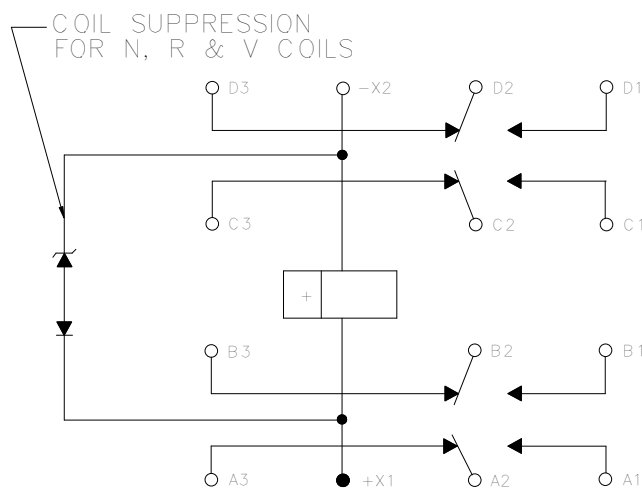 COIL SUPPRESSION
FOR N, R & V COILS
D3 -X2 D2 D1
C3 C2 C1
+
B3 B2 B1
A3 +X1 A2 A1